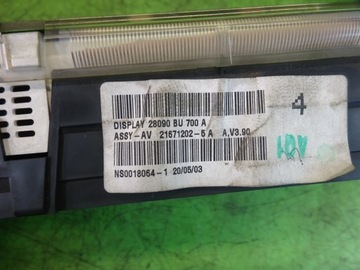 4
DISPLAY 28090 BU 700 A
ASSY-AV 21671202-5 A A,V3.90
NS0018064-1 20/05/03